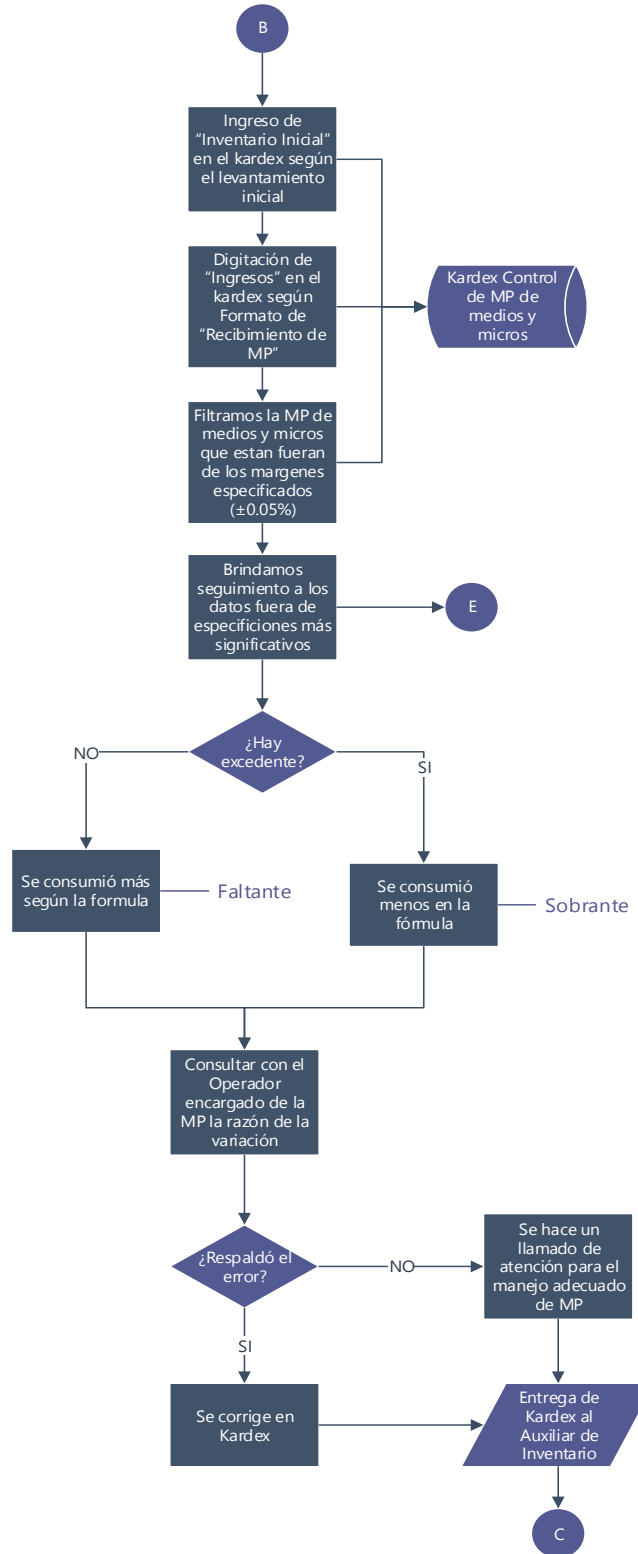 B
Ingreso de
“Inventario Inicial”
en el kardex según
el levantamiento
inicial
Digitación de
“Ingresos” en el
kardex según
Formato de
“Recibimiento de
MP”
Kardex Control
de MP de
medios y
micros
Filtramos la MP de
medios y micros
que estan fueran
de los margenes
especificados
(±0.05%)
Brindamos
seguimiento a los
datos fuera de
especificiones más
significativos
E
¿Hay
excedente?
NO
SI
Se consumió más
según la formula
Faltante
Se consumió
menos en la
fórmula
Sobrante
Consultar con el
Operador
encargado de la
MP la razón de la
variación
¿Respaldó el
error?
NO
Se hace un
llamado de
atención para el
manejo adecuado
de MP
SI
Se corrige en
Kardex
Entrega de
Kardex al
Auxiliar de
Inventario
C